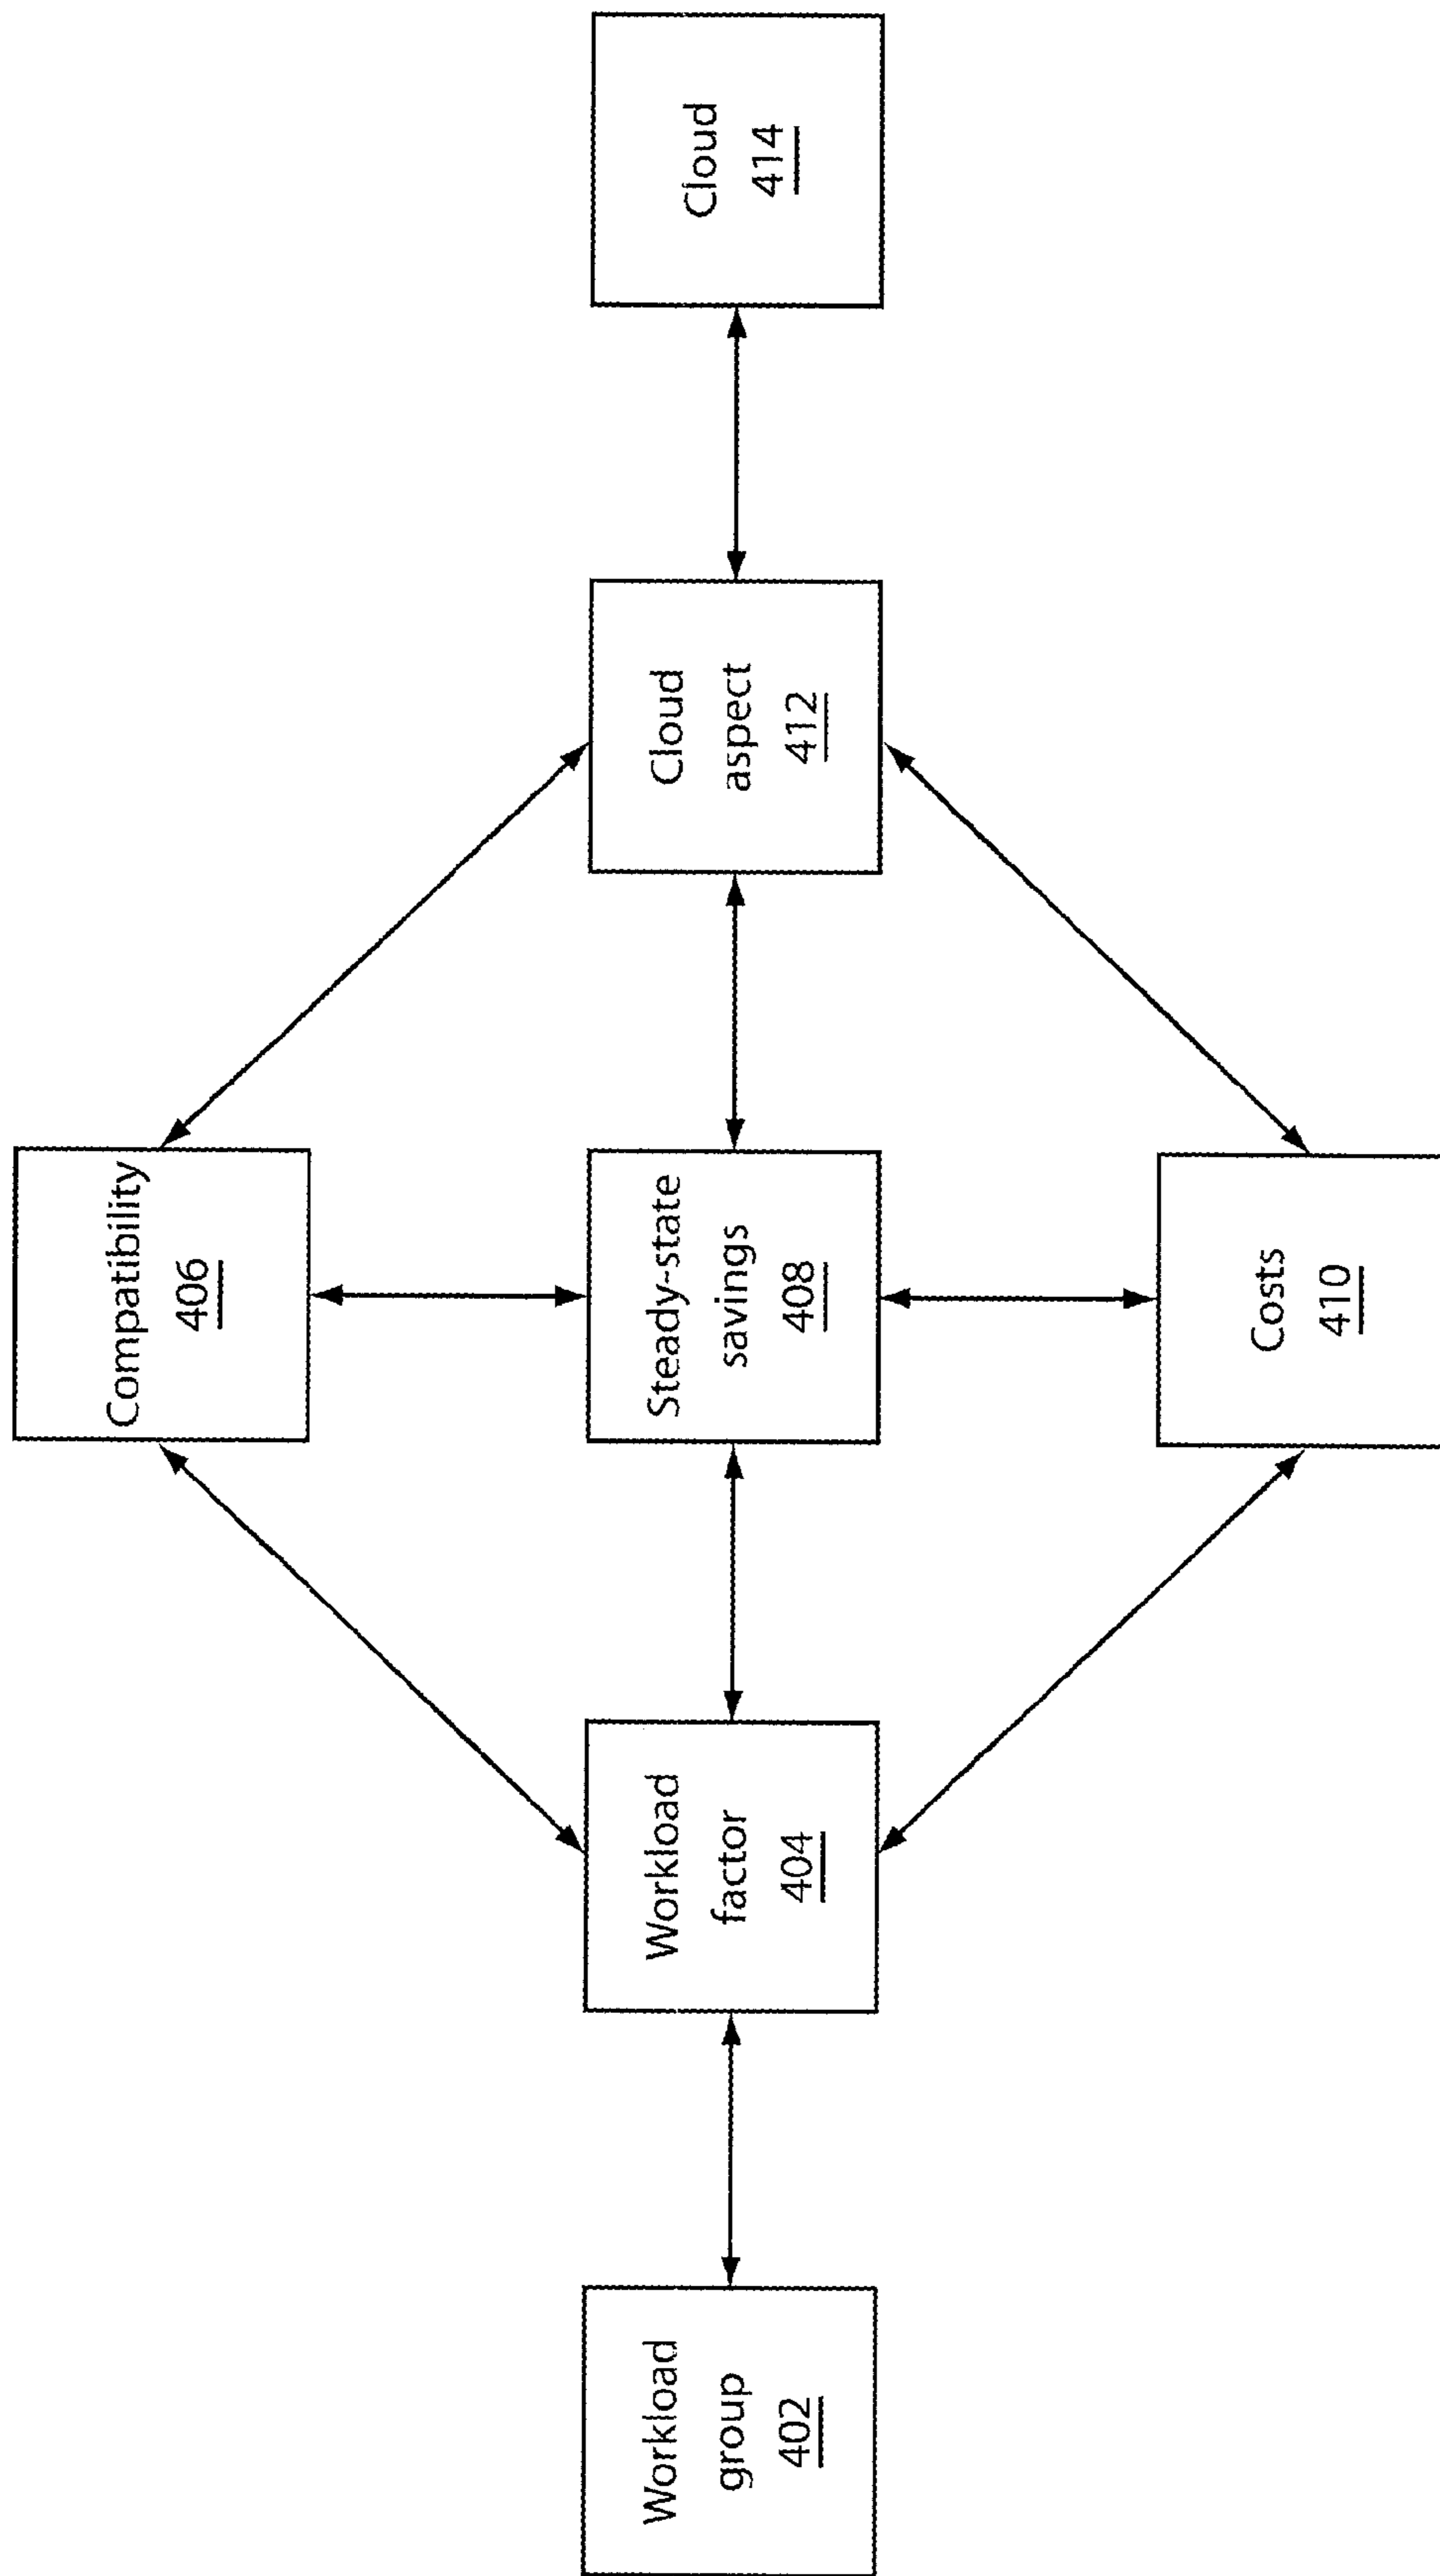 Workload
group
402
Workload
factor
404
Compatibility
406
Steady-state
savings
408
Costs
410
Cloud
aspect
412
Cloud
414